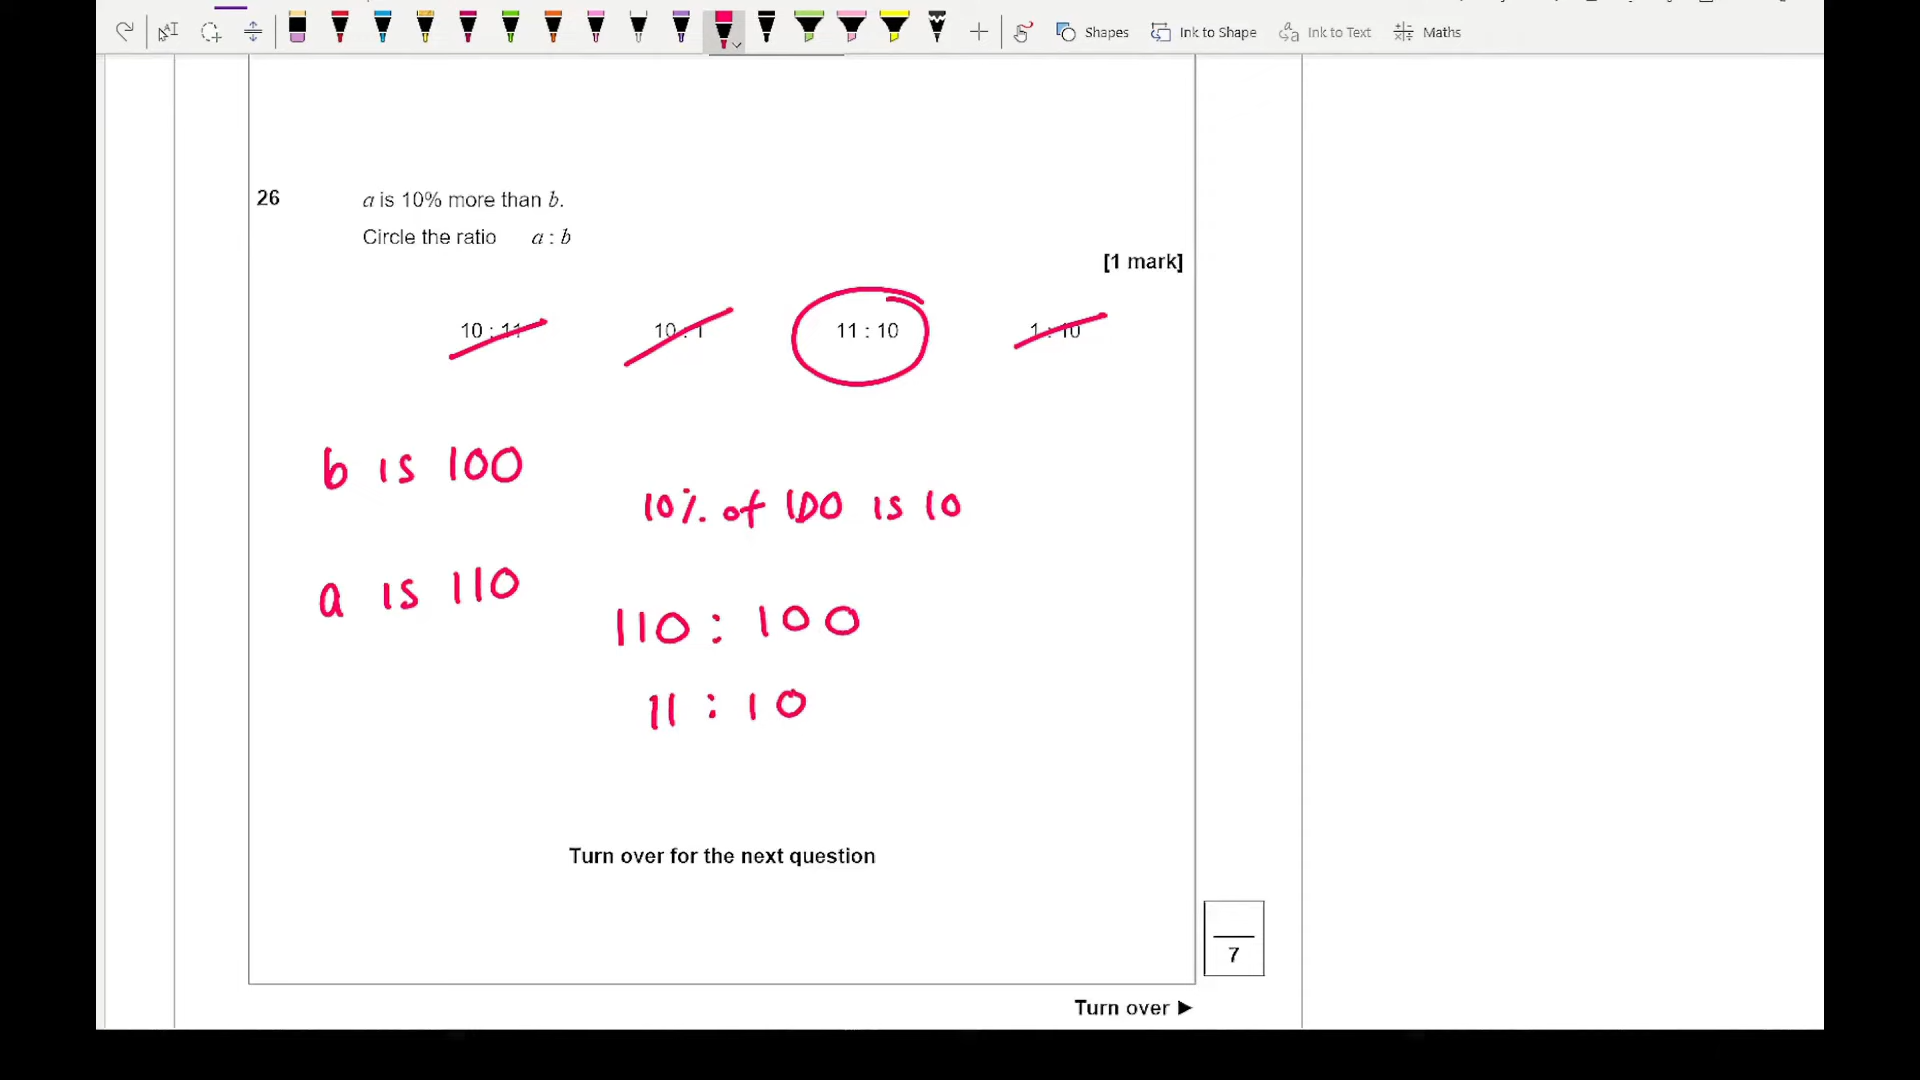 Shapes Ink to Shape Ink to Text Maths
26 a is 10% more than b.
Circle the ratio a : b
[1 mark]
10 : 11 10 : 1 11 : 10 1 : 10
b is 100
10% of 100 is 10
a is 110
110 : 100
11 : 10
Turn over for the next question
7
Turn over ►